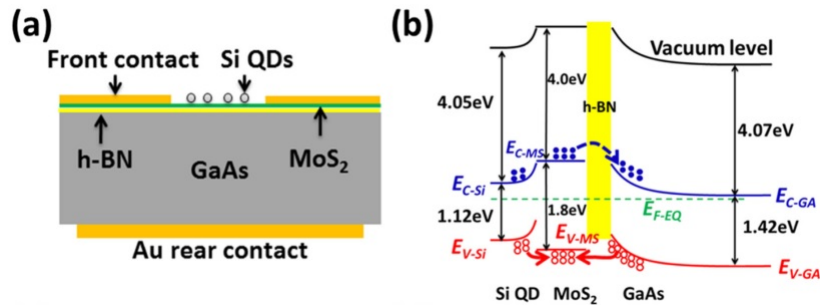 (a)
Front contact
Si QDs
h-BN
GaAs
MoS₂
Au rear contact
(b)
Vacuum level
4.05eV
4.0eV
h-BN
4.07eV
E_C-MS
E_C-Si
E_C-GA
E_F-EQ
1.12eV
1.8eV
1.42eV
E_V-MS
E_V-Si
E_V-GA
Si QD
MoS₂
GaAs